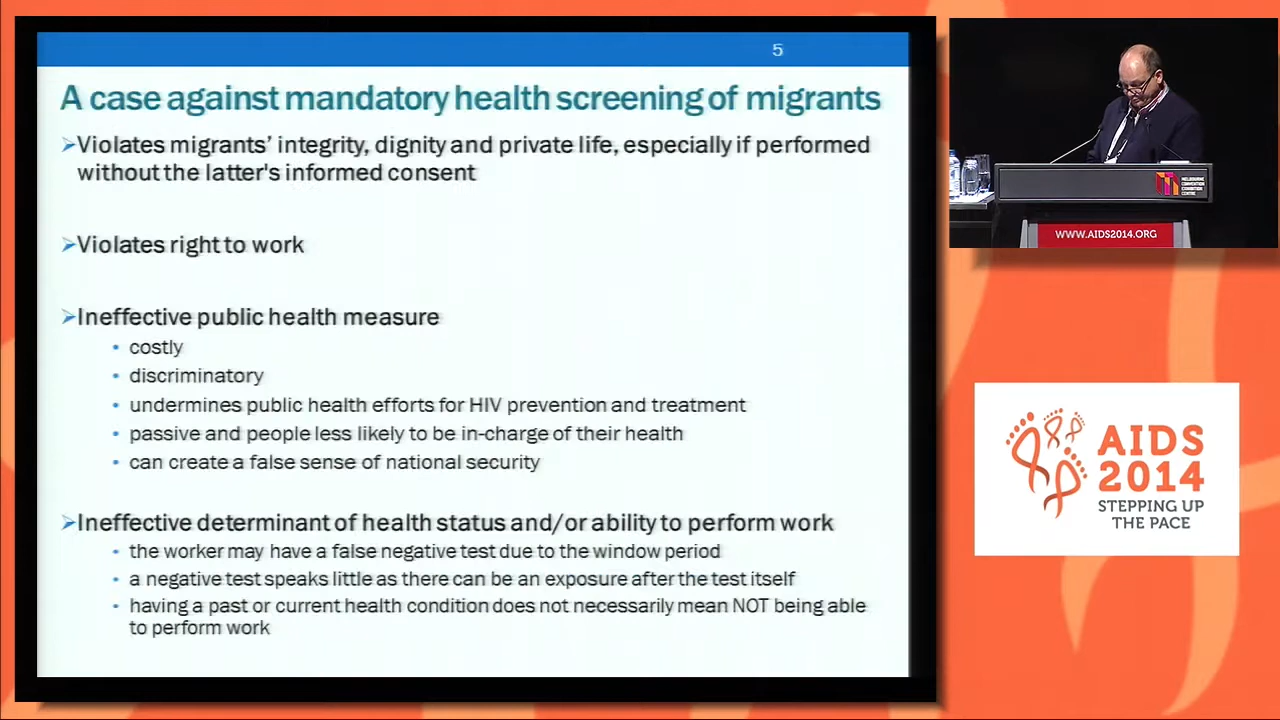 5
A case against mandatory health screening of migrants
➢Violates migrants’ integrity, dignity and private life, especially if performed
without the latter's informed consent
➢Violates right to work
➢Ineffective public health measure
• costly
• discriminatory
• undermines public health efforts for HIV prevention and treatment
• passive and people less likely to be in-charge of their health
• can create a false sense of national security
➢Ineffective determinant of health status and/or ability to perform work
• the worker may have a false negative test due to the window period
• a negative test speaks little as there can be an exposure after the test itself
• having a past or current health condition does not necessarily mean NOT being able
to perform work
MELBOURNE
CONVENTION
EXHIBITION
CENTRE
WWW.AIDS2014.ORG
AIDS
2014
STEPPING UP
THE PACE